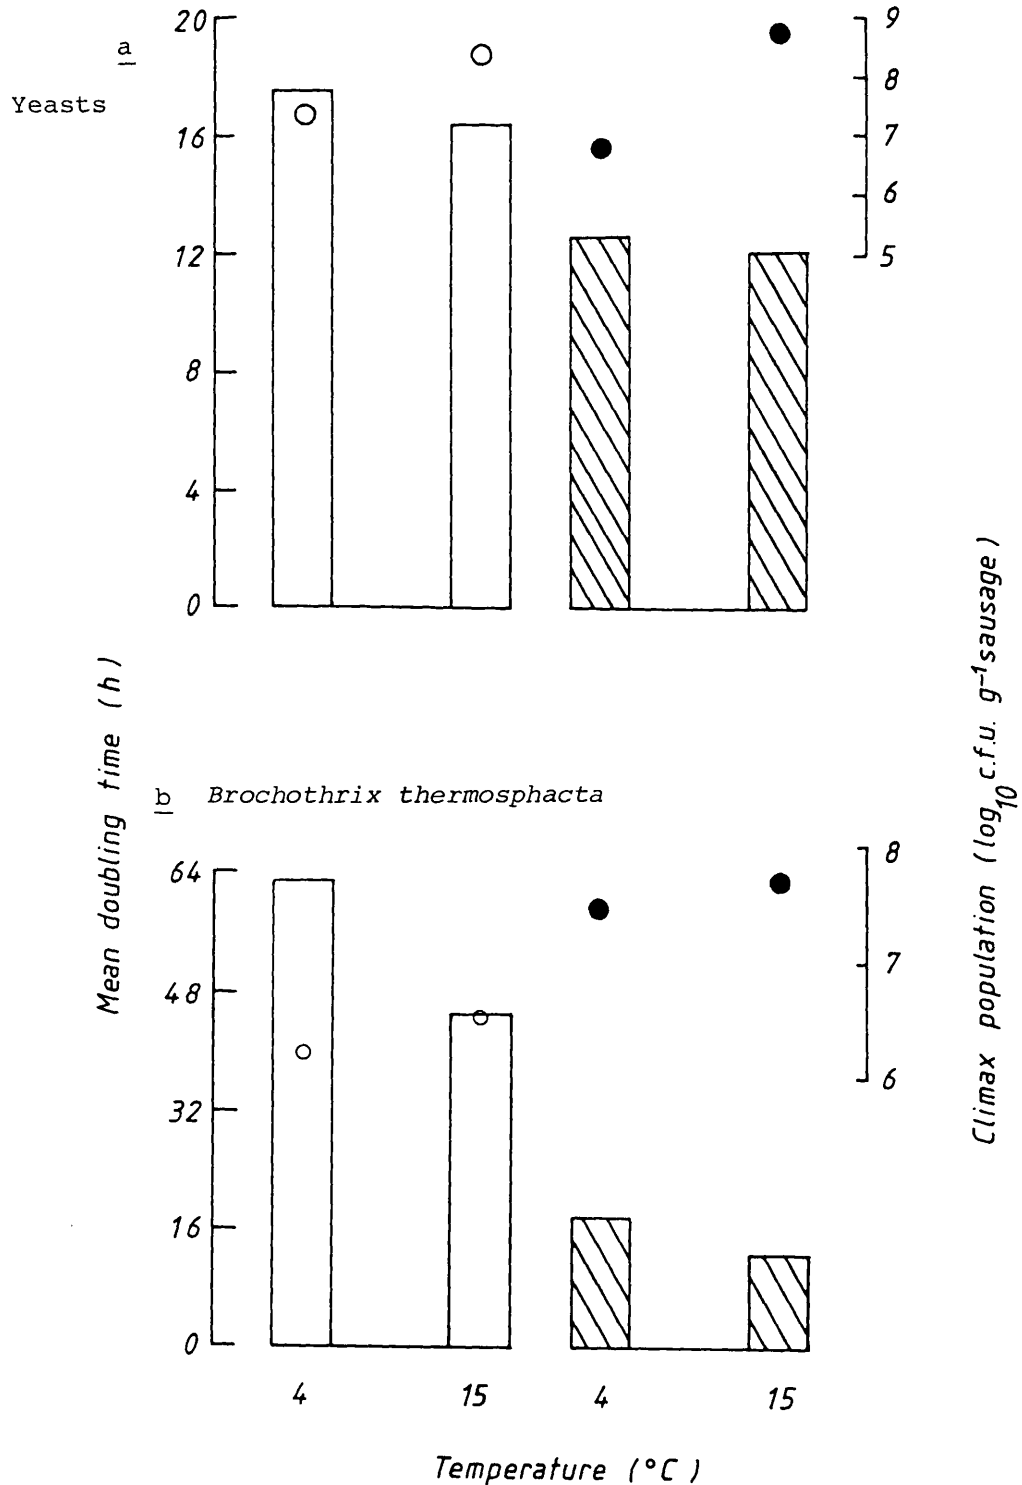 a
Yeasts
20
16
12
8
4
0
9
8
7
6
5
Mean doubling time (h)
Climax population (log10 c.f.u. g-1 sausage)
b Brochothrix thermosphacta
64
48
32
16
0
8
7
6
4 15 4 15
Temperature (°C)